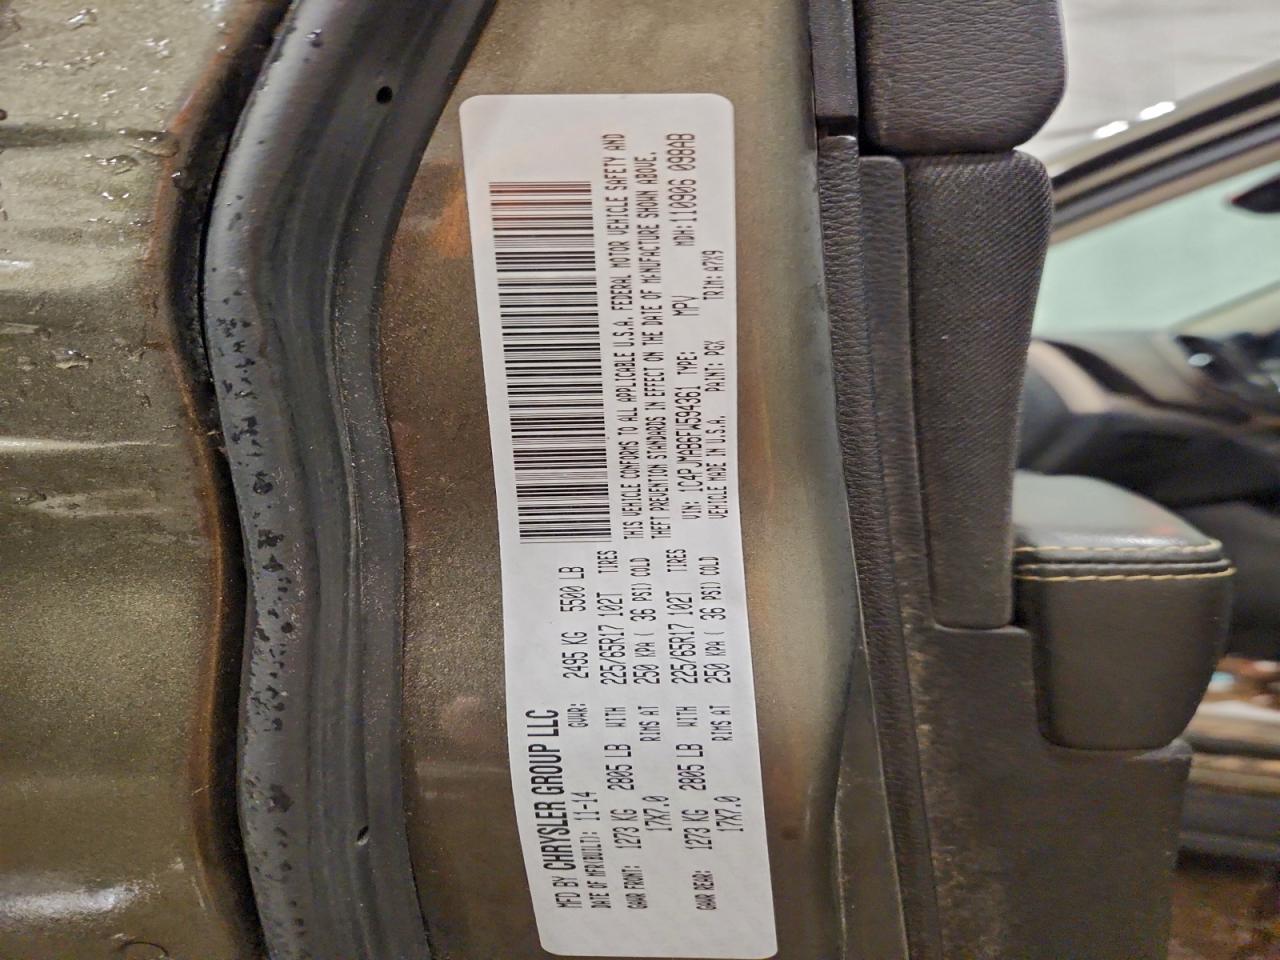 MFD BY CHRYSLER GROUP LLC
DATE OF MFR(BUILT): 11-14 GVWR: 2495 KG 5500 LB
GAWR FRONT: 1273 KG 2805 LB WITH 225/65R17 102T TIRES
17X7.0 RIMS AT 250 KPA ( 36 PSI) COLD
GAWR REAR: 1273 KG 2805 LB WITH 225/65R17 102T TIRES
17X7.0 RIMS AT 250 KPA ( 36 PSI) COLD
THIS VEHICLE CONFORMS TO ALL APPLICABLE U.S.A. FEDERAL MOTOR VEHICLE SAFETY AND
THEFT PREVENTION STANDARDS IN EFFECT ON THE DATE OF MANUFACTURE SHOWN ABOVE.
VIN: 1C4PJMAB6FW594361 TYPE: MPV MDH: 110906 098AB
VEHICLE MADE IN U.S.A. PAINT: PGX TRIM: A7X9